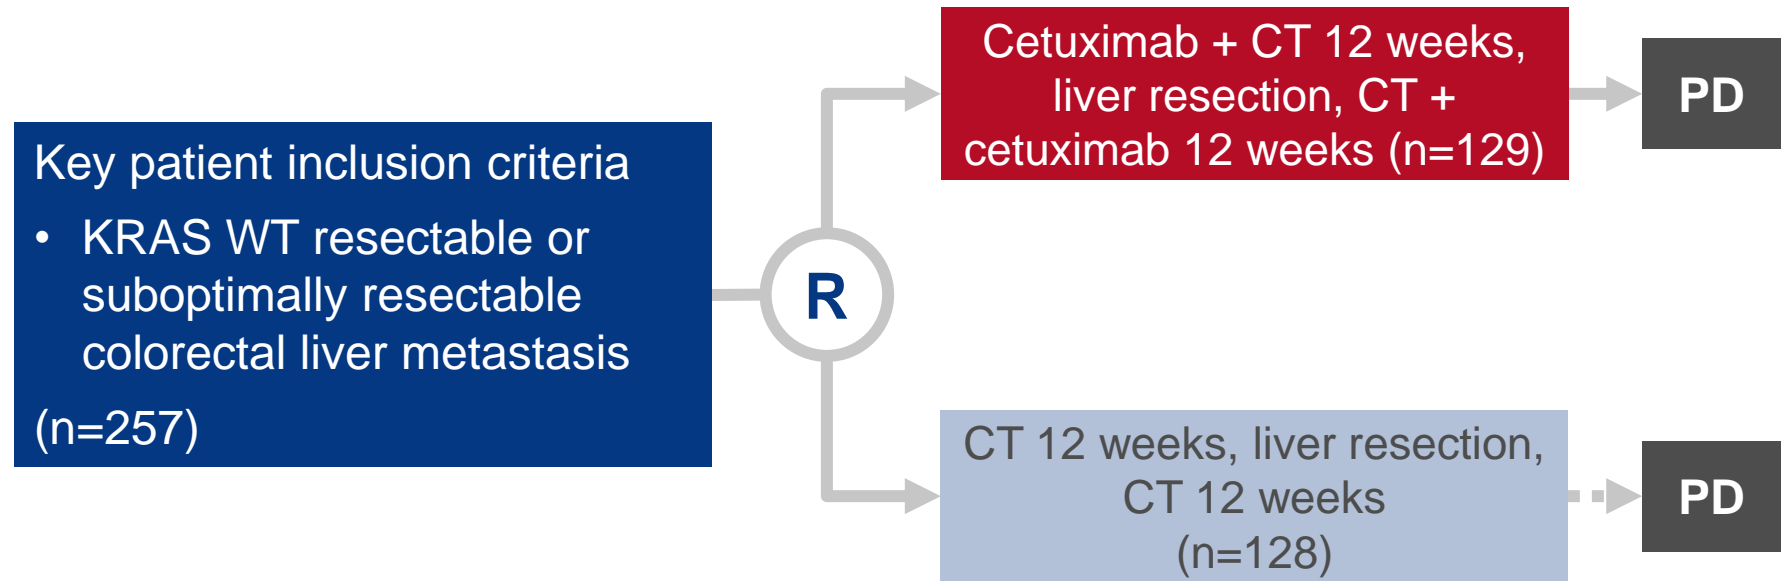 Key patient inclusion criteria
• KRAS WT resectable or
suboptimally resectable
colorectal liver metastasis
(n=257)
R
Cetuximab + CT 12 weeks,
liver resection, CT +
cetuximab 12 weeks (n=129)
PD
CT 12 weeks, liver resection,
CT 12 weeks
(n=128)
PD